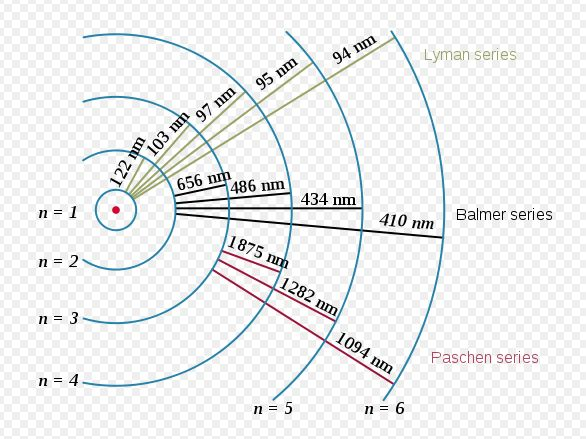 94 nm
Lyman series
95 nm
97 nm
103 nm
122 nm
656 nm
486 nm
434 nm
410 nm
Balmer series
n = 1
1875 nm
n = 2
1282 nm
n = 3
1094 nm
Paschen series
n = 4
n = 5
n = 6